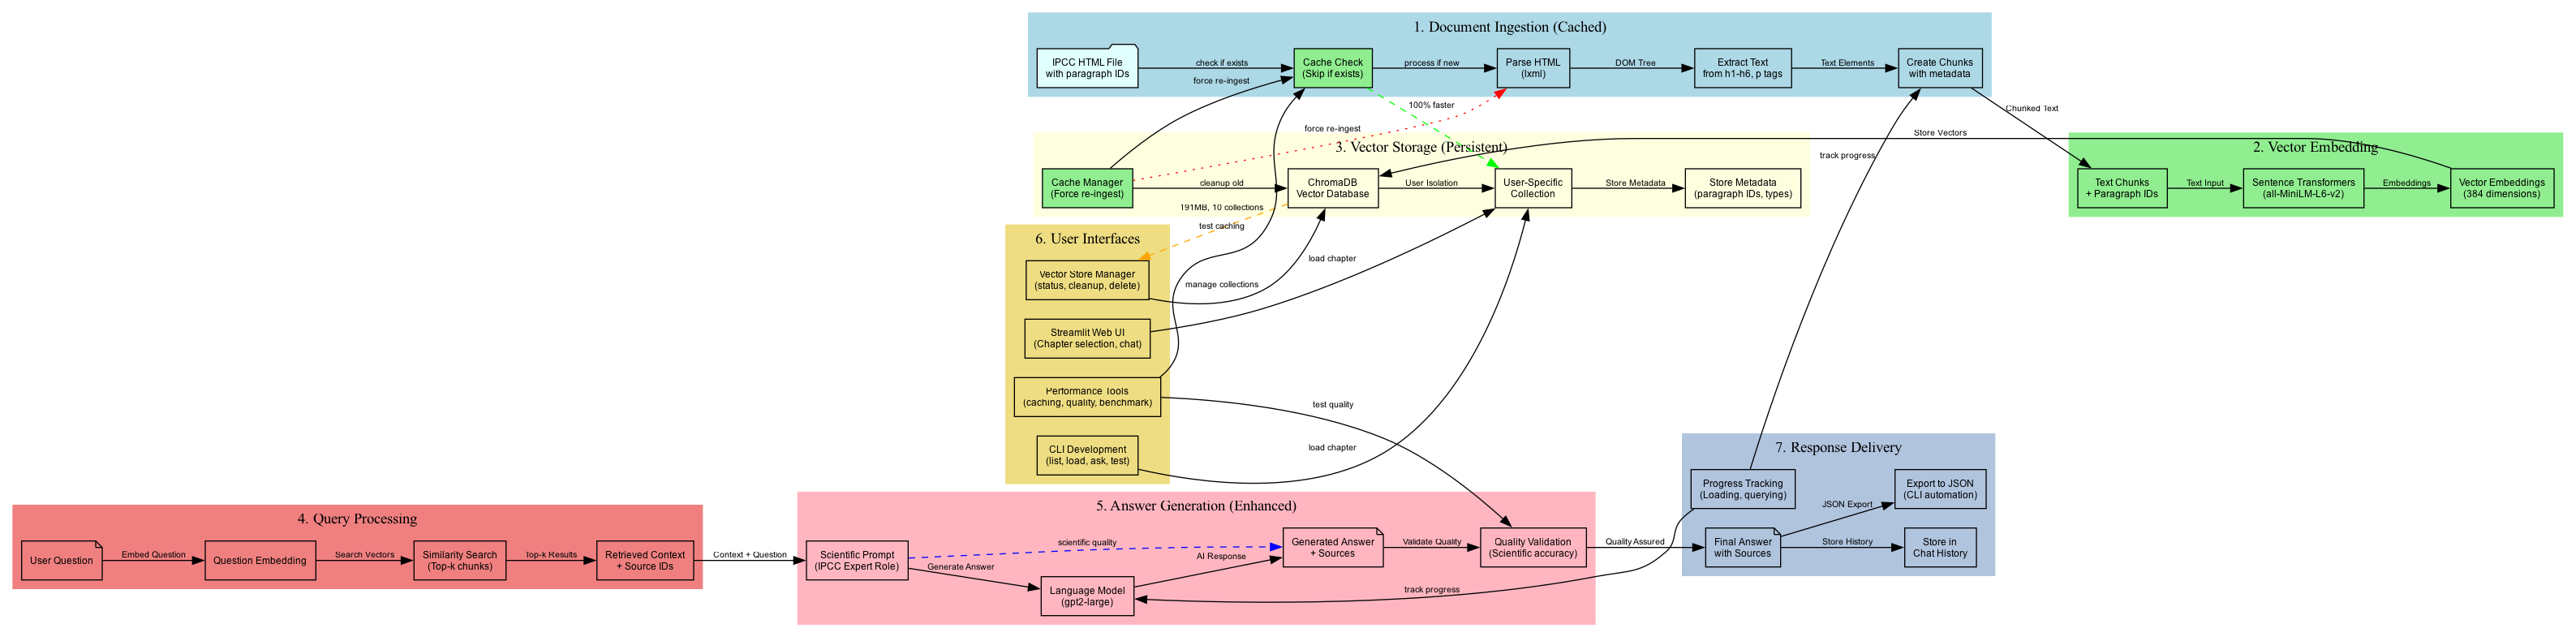 1. Document Ingestion (Cached)
IPCC HTML File
with paragraph IDs
check if exists
force re-ingest
Cache Check
(Skip if exists)
process if new
Parse HTML
(lxml)
DOM Tree
Extract Text
from h1-h6, p tags
Text Elements
Create Chunks
with metadata
100% faster
Chunked Text
force re-ingest
3. Vector Storage (Persistent)
Cache Manager
(Force re-ingest)
cleanup old
ChromaDB
Vector Database
User Isolation
User-Specific
Collection
Store Metadata
Store Metadata
(paragraph IDs, types)
Store Vectors
track progress
2. Vector Embedding
Text Chunks
+ Paragraph IDs
Text Input
Sentence Transformers
(all-MiniLM-L6-v2)
Embeddings
Vector Embeddings
(384 dimensions)
191MB, 10 collections
test caching
6. User Interfaces
Vector Store Manager
(status, cleanup, delete)
manage collections
load chapter
Streamlit Web UI
(Chapter selection, chat)
Performance Tools
(caching, quality, benchmark)
test quality
CLI Development
(list, load, ask, test)
load chapter
7. Response Delivery
Progress Tracking
(Loading, querying)
Export to JSON
(CLI automation)
JSON Export
Final Answer
with Sources
Store History
Store in
Chat History
4. Query Processing
User Question
Embed Question
Question Embedding
Search Vectors
Similarity Search
(Top-k chunks)
Top-k Results
Retrieved Context
+ Source IDs
Context + Question
5. Answer Generation (Enhanced)
Scientific Prompt
(IPCC Expert Role)
scientific quality
Generate Answer
Language Model
(gpt2-large)
AI Response
Generated Answer
+ Sources
Validate Quality
Quality Validation
(Scientific accuracy)
Quality Assured
track progress